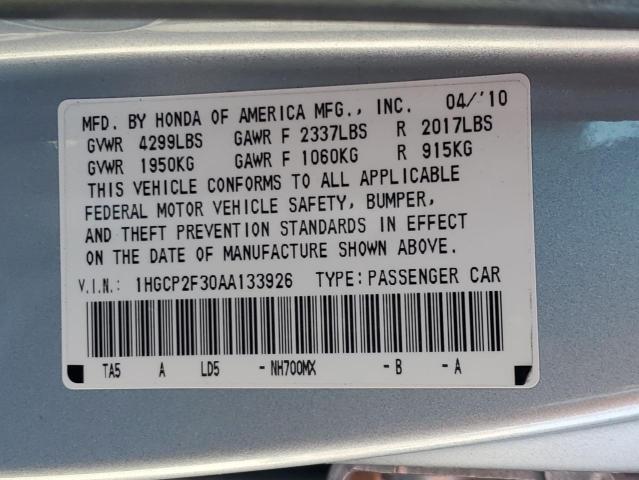 MFD. BY HONDA OF AMERICA MFG., INC. 04/'10
GVWR 4299LBS GAWR F 2337LBS R 2017LBS
GVWR 1950KG GAWR F 1060KG R 915KG
THIS VEHICLE CONFORMS TO ALL APPLICABLE
FEDERAL MOTOR VEHICLE SAFETY, BUMPER,
AND THEFT PREVENTION STANDARDS IN EFFECT
ON THE DATE OF MANUFACTURE SHOWN ABOVE.
V.I.N.: 1HGCP2F30AA133926 TYPE: PASSENGER CAR
TA5 A LD5 - NH700MX - B - A